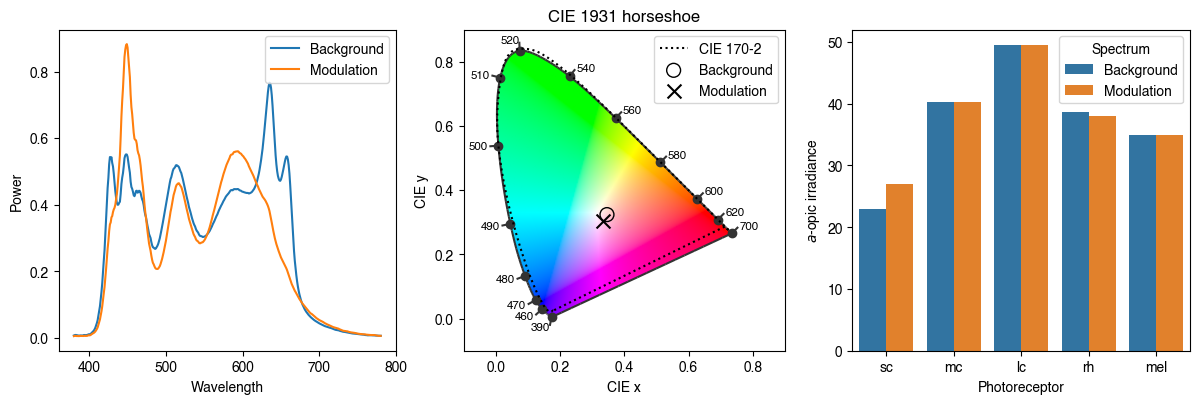 Power
0.8
0.6
0.4
0.2
0.0
Background
Modulation
400
500
600
700
800
Wavelength
CIE 1931 horseshoe
CIE y
0.8
0.6
0.4
0.2
0.0
CIE 170-2
Background
Modulation
520
510
540
560
500
580
600
490
620
700
480
470
460
390
0.0
0.2
0.4
0.6
0.8
CIE x
a-opic irradiance
50
40
30
20
10
0
Spectrum
Background
Modulation
sc
mc
lc
rh
mel
Photoreceptor